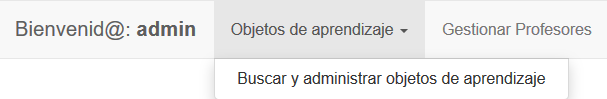 Bienvenid@: admin Objetos de aprendizaje Gestionar Profesores
Buscar y administrar objetos de aprendizaje